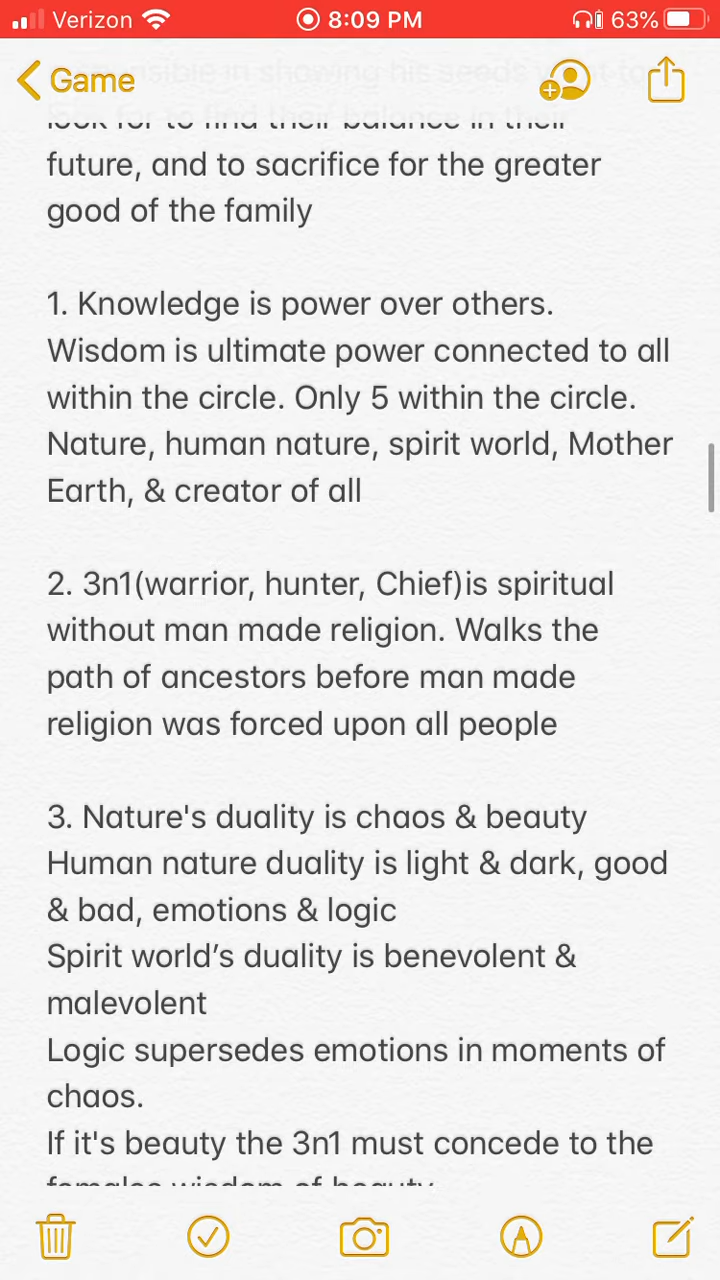 Verizon 8:09 PM 63%
Game
future, and to sacrifice for the greater
good of the family
1. Knowledge is power over others.
Wisdom is ultimate power connected to all
within the circle. Only 5 within the circle.
Nature, human nature, spirit world, Mother
Earth, & creator of all
2. 3n1(warrior, hunter, Chief)is spiritual
without man made religion. Walks the
path of ancestors before man made
religion was forced upon all people
3. Nature's duality is chaos & beauty
Human nature duality is light & dark, good
& bad, emotions & logic
Spirit world’s duality is benevolent &
malevolent
Logic supersedes emotions in moments of
chaos.
If it's beauty the 3n1 must concede to the
females wisdom of beauty